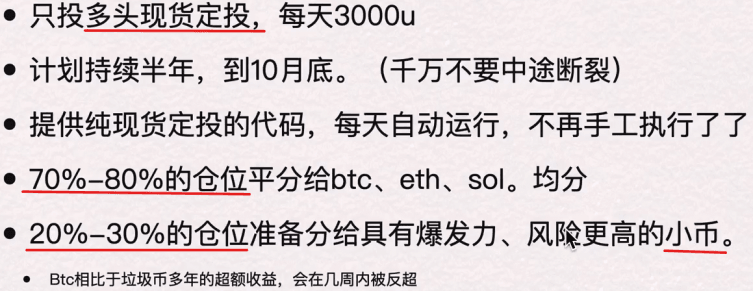 只投多头现货定投，每天3000u
计划持续半年，到10月底。（千万不要中途断裂）
提供纯现货定投的代码，每天自动运行，不再手工执行了了
70%-80%的仓位平分给btc、eth、sol。均分
20%-30%的仓位准备分给具有爆发力、风险更高的小币。
Btc相比于垃圾币多年的超额收益，会在几周内被反超